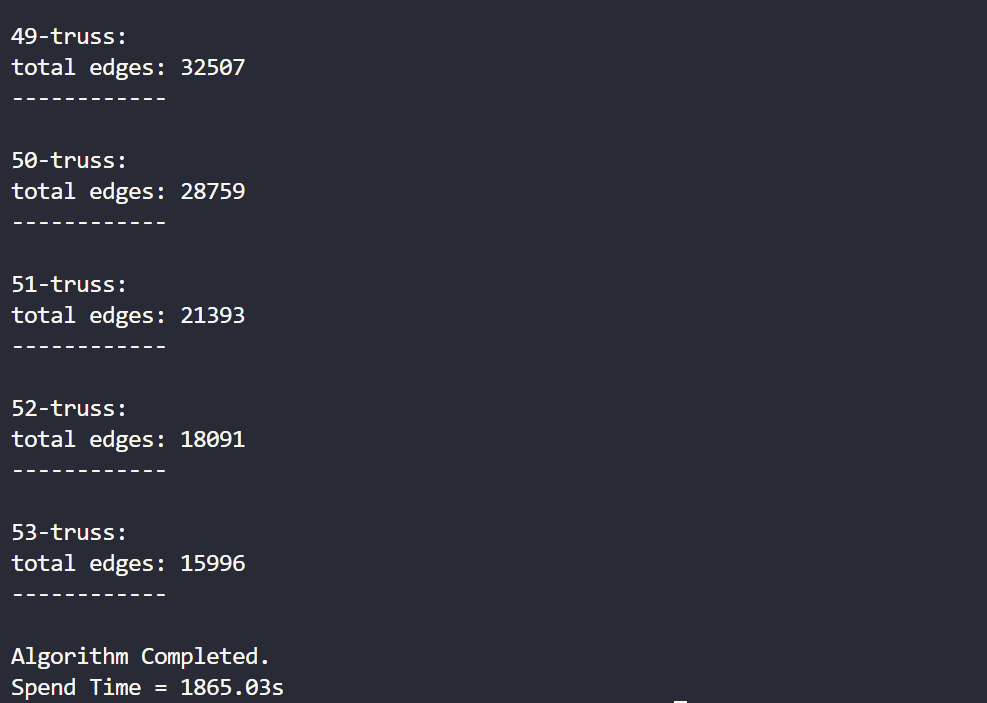 49-truss:
total edges: 32507
------------
50-truss:
total edges: 28759
------------
51-truss:
total edges: 21393
------------
52-truss:
total edges: 18091
------------
53-truss:
total edges: 15996
------------
Algorithm Completed.
Spend Time = 1865.03s